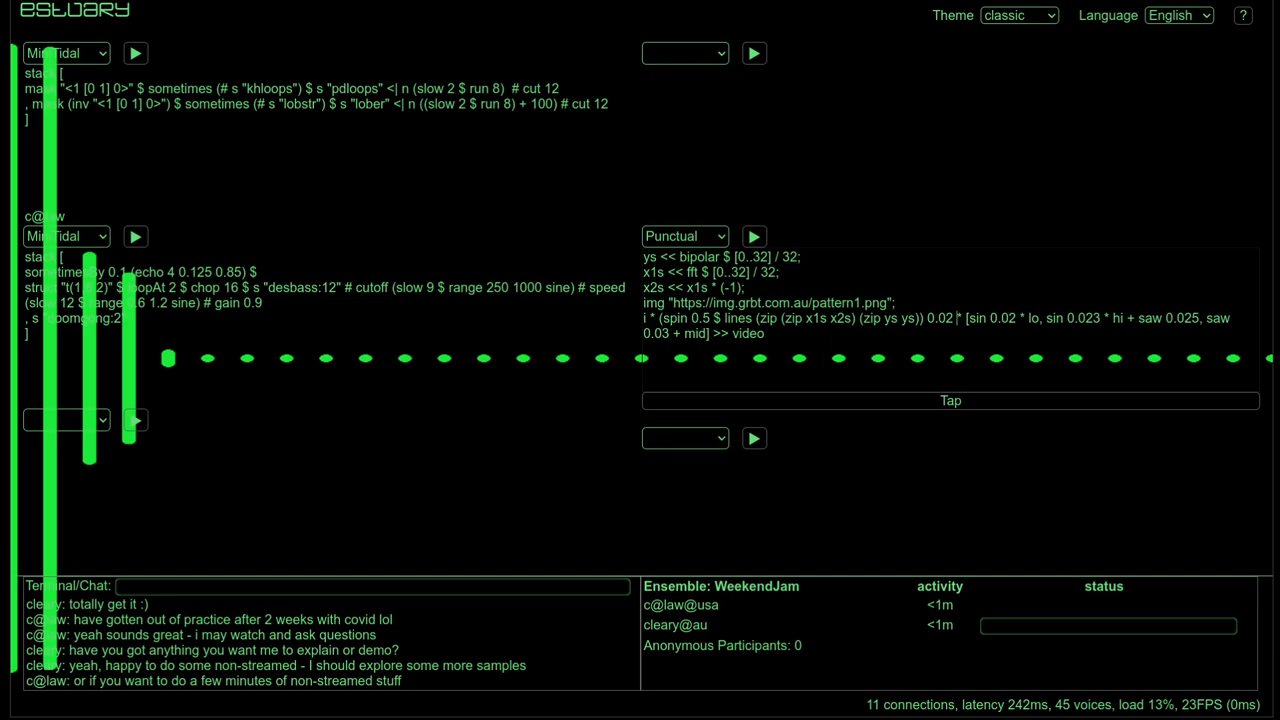 estuary
Theme classic Language English ?
MiniTidal
stack [
mask "<1 [0 1] 0>" $ sometimes (# s "khloops") $ s "pdloops" <| n (slow 2 $ run 8)  # cut 12
, mask (inv "<1 [0 1] 0>") $ sometimes (# s "lobstr") $ s "lober" <| n ((slow 2 $ run 8) + 100) # cut 12
]
c@law
MiniTidal
stack [
sometimesBy 0.1 (echo 4 0.125 0.85) $
struct "t(1,8,2)" $ loopAt 2 $ chop 16 $ s "desbass:12" # cutoff (slow 9 $ range 250 1000 sine) # speed
(slow 12 $ range 0.6 1.2 sine) # gain 0.9
, s "doomgong:2"
]
Punctual
ys << bipolar $ [0..32] / 32;
x1s << fft $ [0..32] / 32;
x2s << x1s * (-1);
img "https://img.grbt.com.au/pattern1.png";
i * (spin 0.5 $ lines (zip (zip x1s x2s) (zip ys ys)) 0.02 * [sin 0.02 * lo, sin 0.023 * hi + saw 0.025, saw
0.03 + mid] >> video
Tap
Terminal/Chat:
cleary: totally get it :)
c@law: have gotten out of practice after 2 weeks with covid lol
c@law: yeah sounds great - i may watch and ask questions
cleary: have you got anything you want me to explain or demo?
cleary: yeah, happy to do some non-streamed - I should explore some more samples
c@law: or if you want to do a few minutes of non-streamed stuff
Ensemble: WeekendJam activity status
c@law@usa <1m
cleary@au <1m
Anonymous Participants: 0
11 connections, latency 242ms, 45 voices, load 13%, 23FPS (0ms)